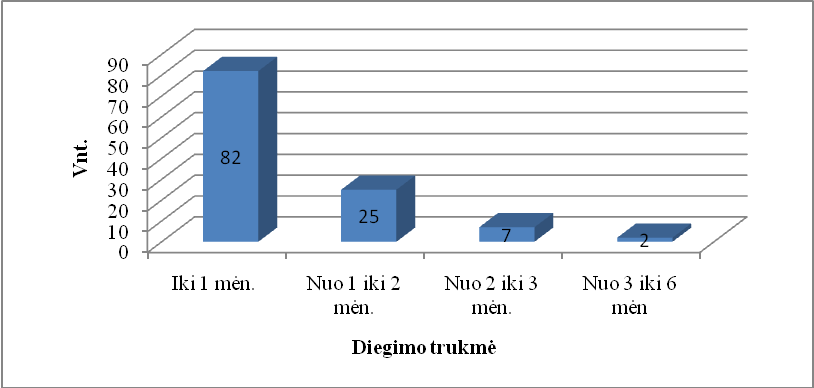 Vnt.
90
80
70
60
50
40
30
20
10
0
82
25
7
2
Iki 1 mėn.
Nuo 1 iki 2
mėn.
Nuo 2 iki 3
mėn.
Nuo 3 iki 6
mėn
Diegimo trukmė